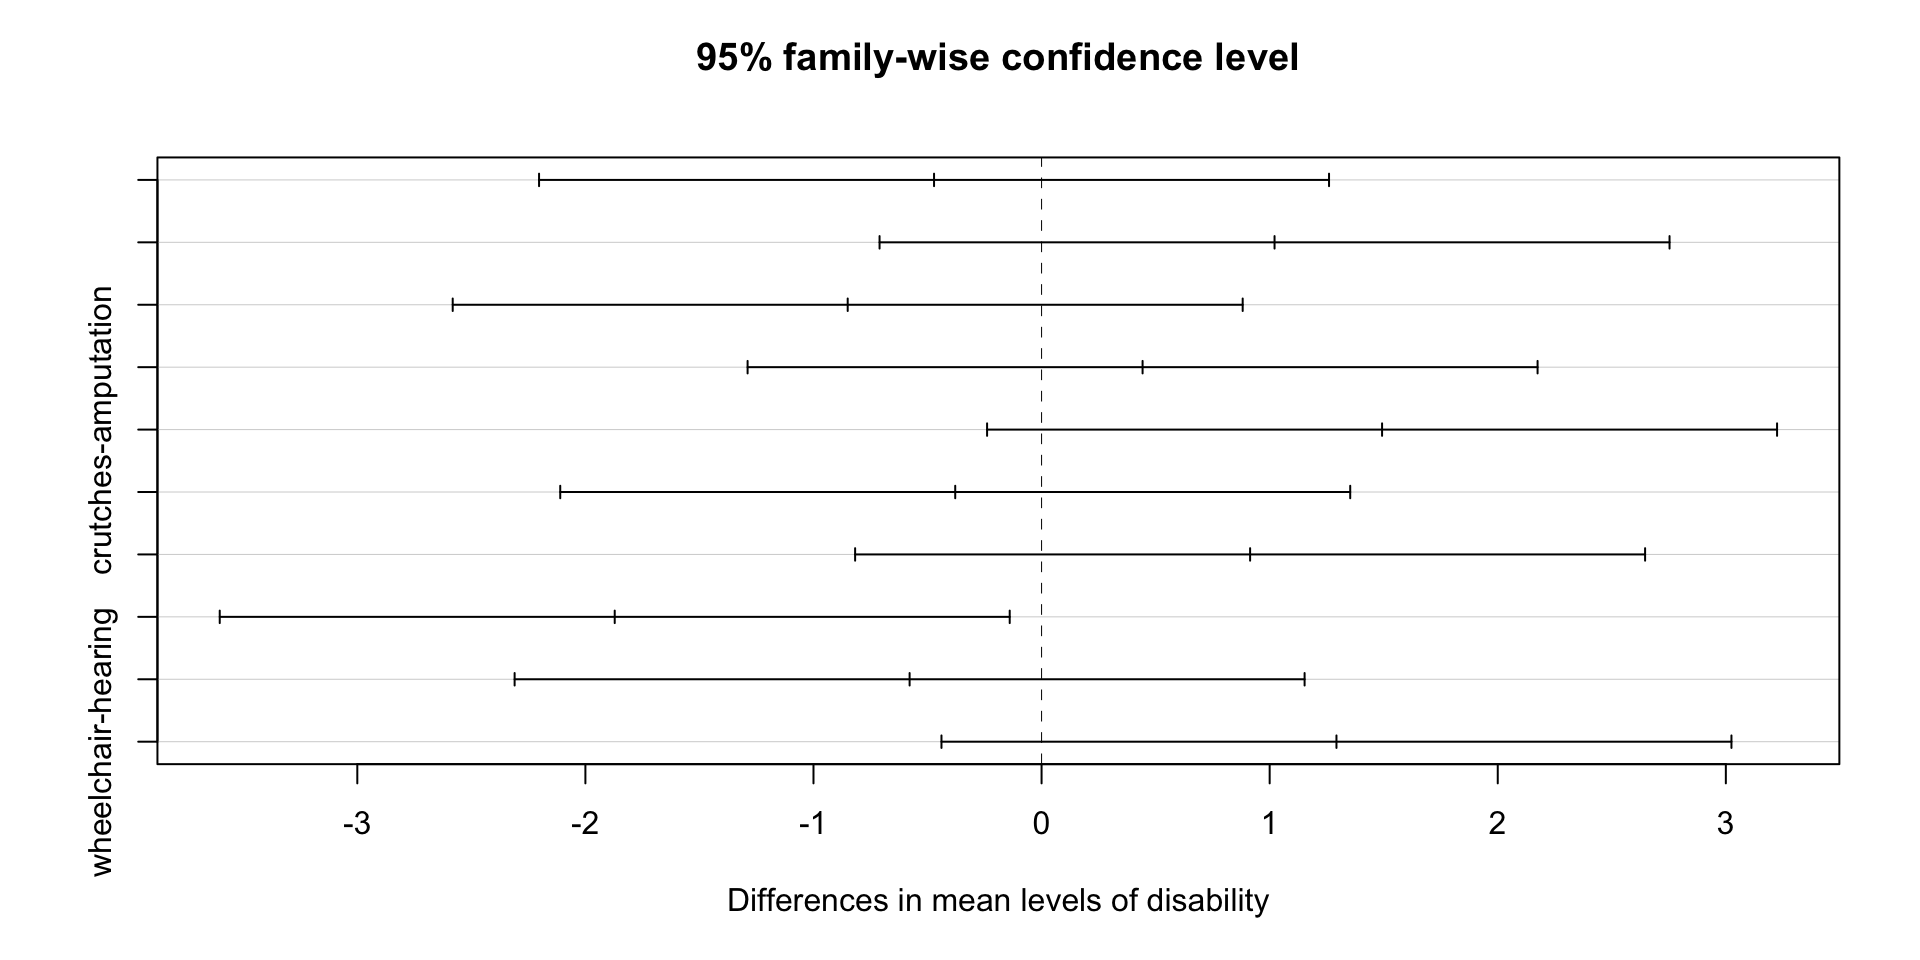 95% family-wise confidence level
crutches-amputation
wheelchair-hearing
-3 -2 -1 0 1 2 3
Differences in mean levels of disability